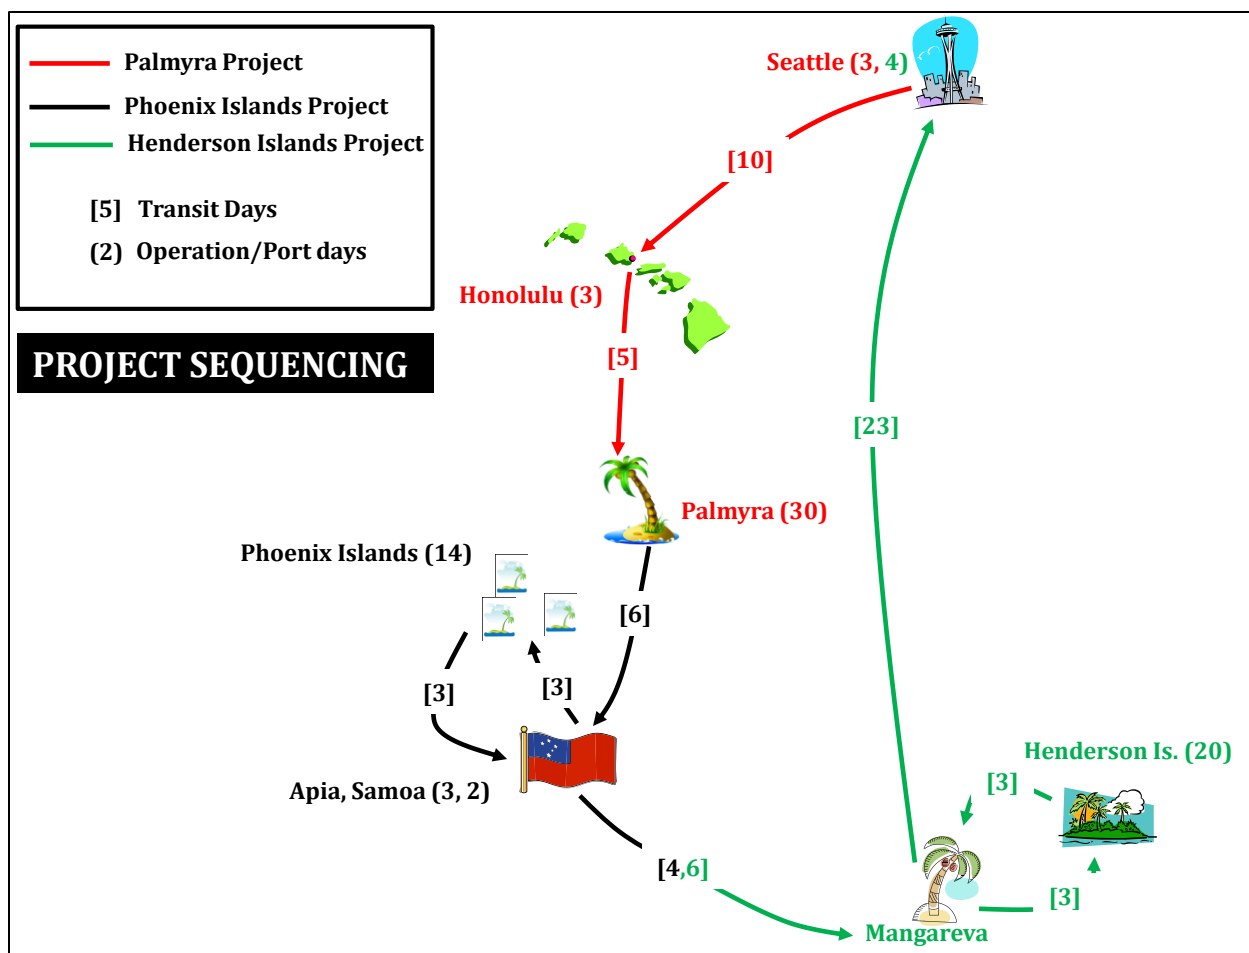 Palmyra Project
Phoenix Islands Project
Henderson Islands Project
[5] Transit Days
(2) Operation/Port days
PROJECT SEQUENCING
Seattle (3, 4)
[10]
Honolulu (3)
[5]
[23]
Palmyra (30)
Phoenix Islands (14)
[6]
[3]
[3]
Apia, Samoa (3, 2)
Henderson Is. (20)
[3]
[4,6]
[3]
Mangareva